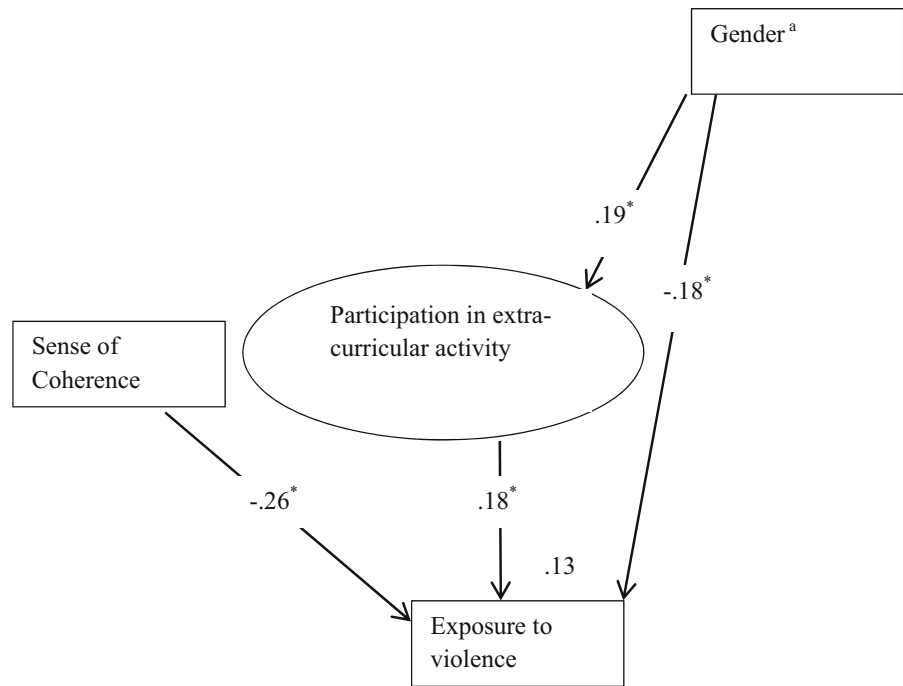 Gender a
.19*
-.18*
Participation in extra-
curricular activity
Sense of
Coherence
-.26*
.18*
.13
Exposure to
violence